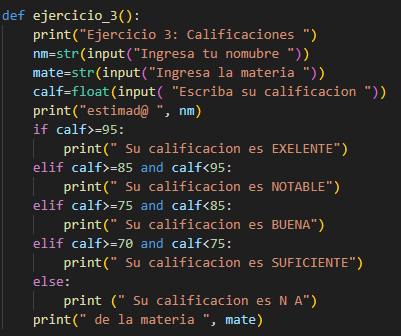 def ejercicio_3():
    print("Ejercicio 3: Calificaciones ")
    nm=str(input("Ingresa tu nomubre "))
    mate=str(input("Ingresa la materia "))
    calf=float(input( "Escriba su calificacion "))
    print("estimad@ ", nm)
    if calf>=95:
        print(" Su calificacion es EXELENTE")
    elif calf>=85 and calf<95:
        print(" Su calificacion es NOTABLE")
    elif calf>=75 and calf<85:
        print(" Su calificacion es BUENA")
    elif calf>=70 and calf<75:
        print(" Su calificacion es SUFICIENTE")
    else:
        print (" Su calificacion es N A")
    print(" de la materia ", mate)